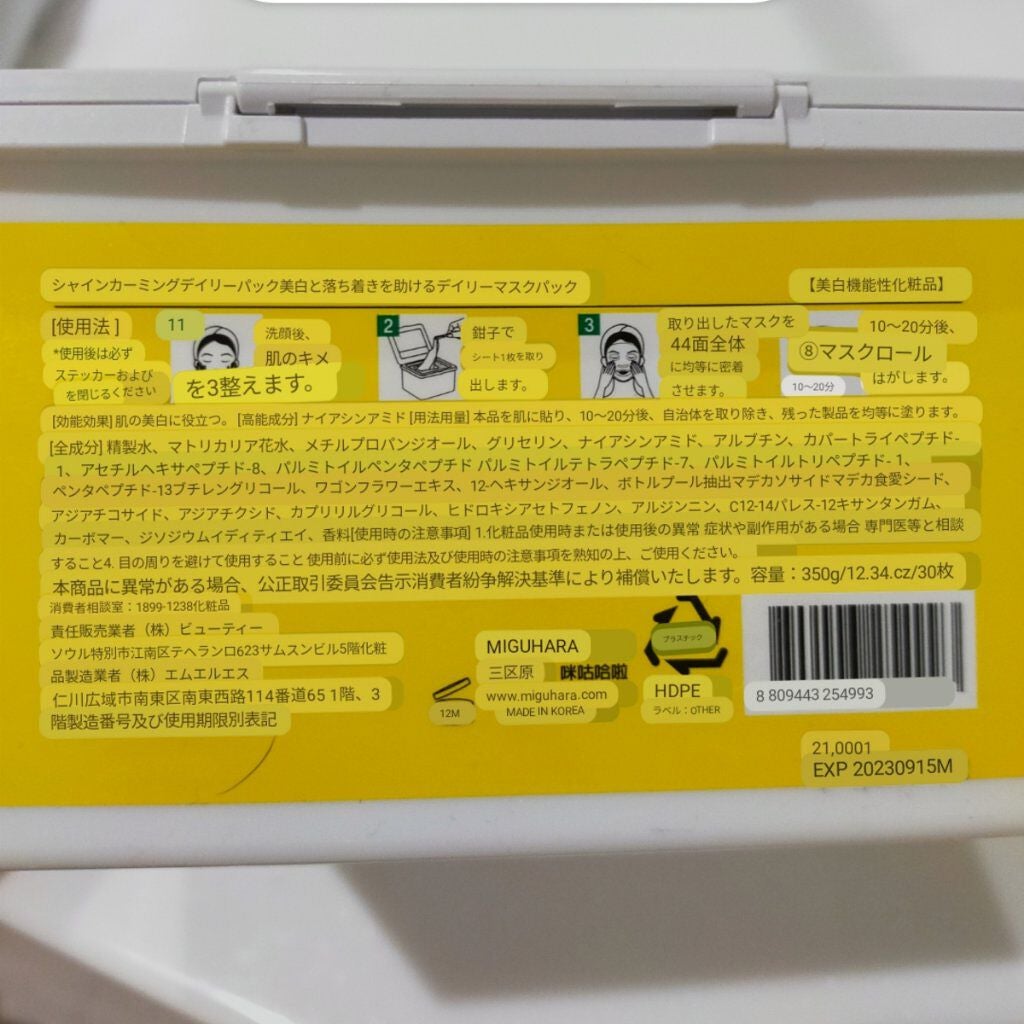 シャインカーミングデイリーパック美白と落ち着きを助けるデイリーマスクパック
【美白機能性化粧品】
[使用法]
*使用後は必ず
ステッカーおよび
を閉じるください
11
洗顔後、
肌のキメ
を3整えます。
2
鉗子で
シート1枚を取り
出します。
3
取り出したマスクを
44面全体
に均等に密着
させます。
10〜20分後、
⑧マスクロール
はがします。
10〜20分
[効能効果] 肌の美白に役立つ。[高能成分] ナイアシンアミド [用法用量] 本品を肌に貼り、10〜20分後、自治体を取り除き、残った製品を均等に塗ります。
[全成分] 精製水、マトリカリア花水、メチルプロパンジオール、グリセリン、ナイアシンアミド、アルブチン、カパートライペプチド-
1、アセチルヘキサペプチド-8、パルミトイルペンタペプチド パルミトイルテトラペプチド-7、パルミトイルトリペプチド- 1、
ペンタペプチド-13ブチレングリコール、ワゴンフラワーエキス、12-ヘキサンジオール、ボトルプール抽出マデカソサイドマデカ食愛シード、
アジアチコサイド、アジアチクシド、カプリリルグリコール、ヒドロキシアセトフェノン、アルジンニン、C12-14パレス-12キサンタンガム、
カーボマー、ジソジウムイディティエイ、香料[使用時の注意事項] 1.化粧品使用時または使用後の異常 症状や副作用がある場合 専門医等と相談
すること4. 目の周りを避けて使用すること 使用前に必ず使用法及び使用時の注意事項を熟知の上、ご使用ください。
本商品に異常がある場合、公正取引委員会告示消費者紛争解決基準により補償いたします。容量：350g/12.34.cz/30枚
消費者相談室：1899-1238化粧品
責任販売業者（株）ビューティー
ソウル特別市江南区テヘランロ623サムスンビル5階化粧
品製造業者（株）エムエルエス
仁川広域市南東区南東西路114番道65 1階、3
階製造番号及び使用期限別表記
12M
MIGUHARA
三区原 咪咕哈啦
www.miguhara.com
MADE IN KOREA
プラスチック
HDPE
ラベル：OTHER
8 809443 254993
21,0001
EXP 20230915M